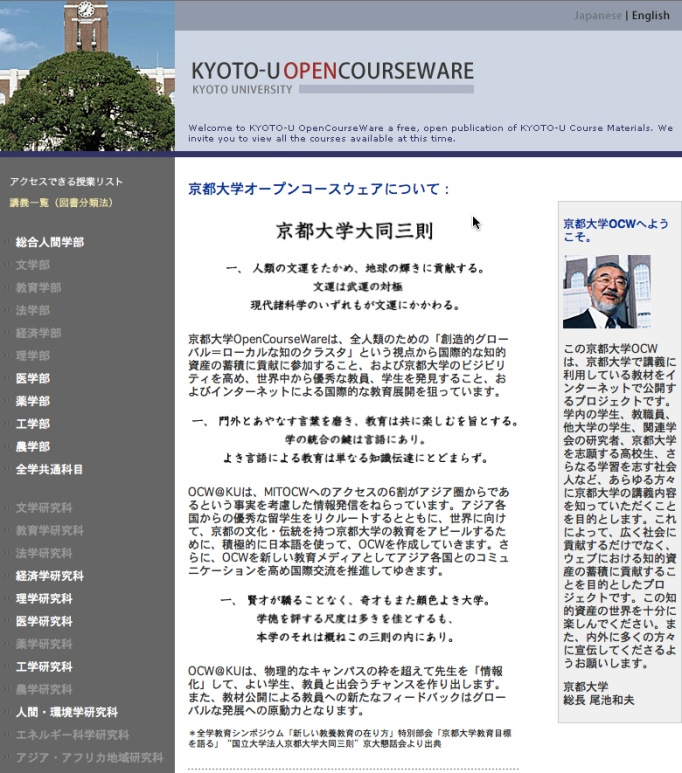 Japanese | English
KYOTO-U OPENCOURSEWARE
KYOTO UNIVERSITY
Welcome to KYOTO-U OpenCourseWare a free, open publication of KYOTO-U Course Materials. We
invite you to view all the courses available at this time.
アクセスできる授業リスト
講義一覧（図書分類法）
総合人間学部
文学部
教育学部
法学部
経済学部
理学部
医学部
薬学部
工学部
農学部
全学共通科目
文学研究科
教育学研究科
法学研究科
経済学研究科
理学研究科
医学研究科
薬学研究科
工学研究科
農学研究科
人間・環境学研究科
エネルギー科学研究科
アジア・アフリカ地域研究科
京都大学オープンコースウェアについて：
京都大学大同三則
一、 人類の文運をたかめ、地球の輝きに貢献する。
文運は武運の対極
現代諸科学のいずれもが文運にかかわる。
京都大学OpenCourseWareは、全人類のための「創造的グロー
バル＝ローカルな知のクラスタ」という視点から国際的な知的
資産の蓄積に貢献に参加すること、および京都大学のビジビリ
ティを高め、世界中から優秀な教員、学生を発見すること、お
よびインターネットによる国際的な教育展開を狙っています。
一、 門外とあやなす言葉を磨き、教育は共に楽しむを旨とする。
学の統合の鍵は言語にあり。
よき言語による教育は単なる知識伝達にとどまらず。
OCW@KUは、MITOCWへのアクセスの6割がアジア圏からであ
るという事実を考慮した情報発信をねらっています。アジア各
国からの優秀な留学生をリクルートするとともに、世界に向け
て、京都の文化・伝統を持つ京都大学の教育をアピールするた
めに、積極的に日本語を使って、OCWを作成していきます。さ
らに、OCWを新しい教育メディアとしてアジア各国とのコミュ
ニケーションを高め国際交流を推進してゆきます。
一、 賢才が驕ることなく、奇才もまた顔色よき大学。
学徳を評する尺度は多きを佳とするも、
本学のそれは概ねこの三則の内にあり。
OCW@KUは、物理的なキャンパスの枠を超えて先生を「情報
化」して、よい学生、教員と出会うチャンスを作り出します。
また、教材公開による教員への新たなフィードバックはグロー
バルな発展への原動力となります。
＊全学教育シンポジウム「新しい教養教育の在り方」特別部会「京都大学教育目標
を語る」“国立大学法人京都大学大同三則”京大懇話会より出典
京都大学OCWへよう
こそ。
この京都大学OCW
は、京都大学で講義に
利用している教材をイ
ンターネットで公開す
るプロジェクトです。
学内の学生、教職員、
他大学の学生、関連学
会の研究者、京都大学
を志願する高校生、さ
らなる学習を志す社会
人など、あらゆる方々
に京都大学の講義内容
を知っていただくこと
を目的とします。これ
によって、広く社会に
貢献するだけでなく、
ウェブにおける知的資
産の蓄積に貢献するこ
とを目的としたプロ
ジェクトです。この知
的資産の世界を十分に
楽しんでください。ま
た、内外に多くの方々
に宣伝してくださるよ
うお願いします。
京都大学
総長 尾池和夫